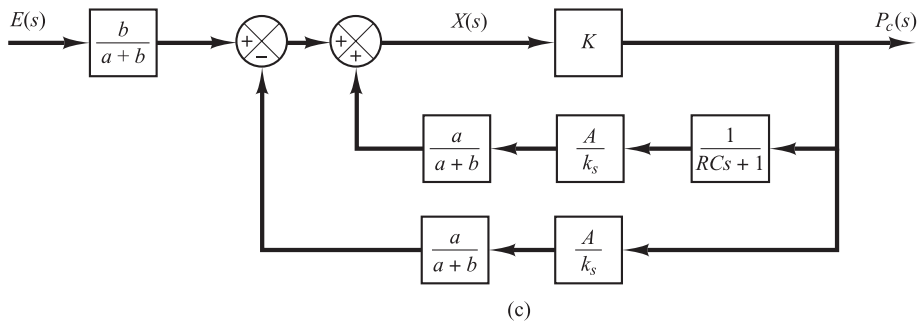 E(s)
b
a + b
+
−
+
+
X(s)
K
P_c(s)
a
a + b
A
k_s
1
RCs + 1
a
a + b
A
k_s
(c)